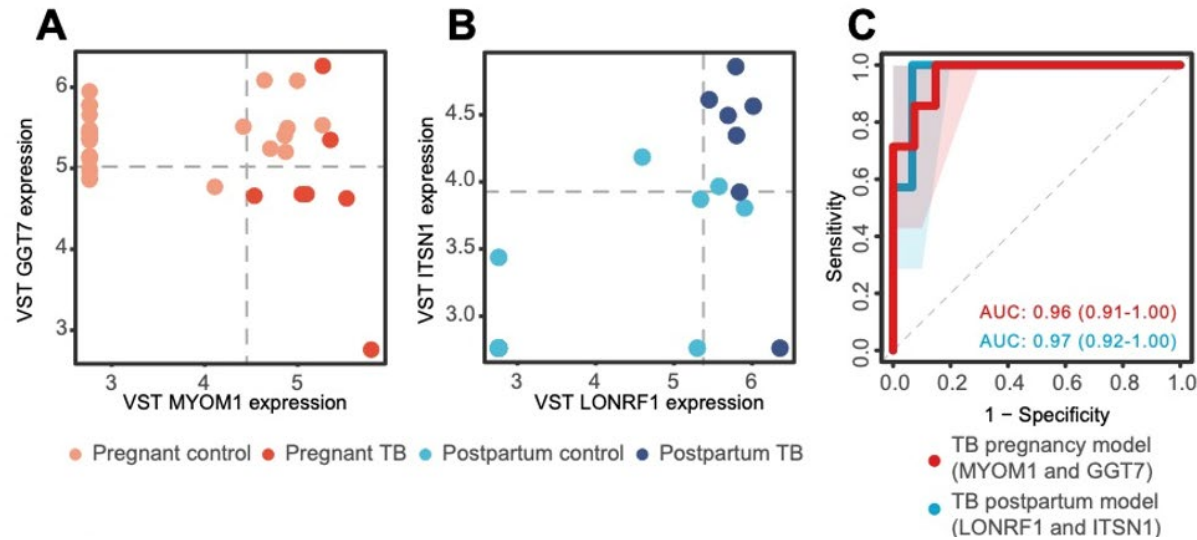 A
VST GGT7 expression
6
5
4
3
3
4
5
VST MYOM1 expression
B
VST ITSN1 expression
4.5
4.0
3.5
3.0
3
4
5
6
VST LONRF1 expression
Pregnant control
Pregnant TB
Postpartum control
Postpartum TB
C
Sensitivity
1.0
0.8
0.6
0.4
0.2
0.0
AUC: 0.96 (0.91-1.00)
AUC: 0.97 (0.92-1.00)
0.0
0.2
0.4
0.6
0.8
1.0
1 − Specificity
TB pregnancy model
(MYOM1 and GGT7)
TB postpartum model
(LONRF1 and ITSN1)